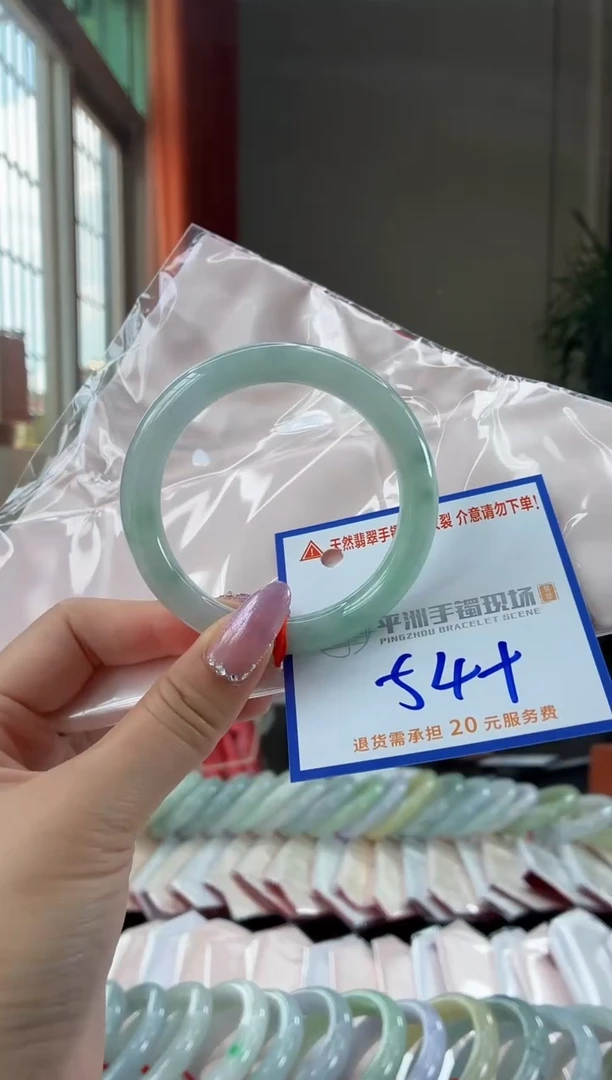 天然翡翠手镯 裂 介意请勿下单!
平洲手镯现场
PINGZHOU BRACELET SCENE
退货需承担 20 元服务费